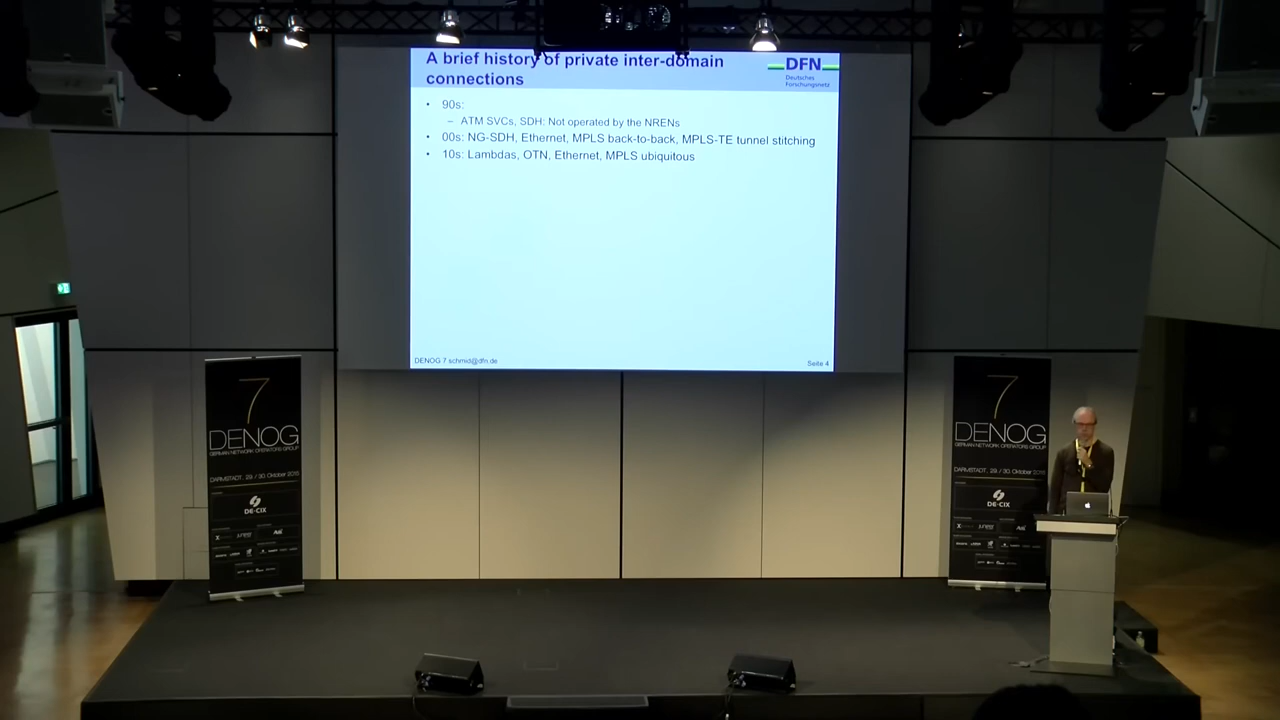 A brief history of private inter-domain
connections
DFN
Deutsches
Forschungsnetz
• 90s:
– ATM SVCs, SDH: Not operated by the NRENs
• 00s: NG-SDH, Ethernet, MPLS back-to-back, MPLS-TE tunnel stitching
• 10s: Lambdas, OTN, Ethernet, MPLS ubiquitous
DENOG 7 schmid@dfn.de
Seite 4
7
DENOG
GERMAN NETWORK OPERATORS GROUP
DARMSTADT, 29. / 30. Oktober 2015
DE-CIX
7
DENOG
GERMAN NETWORK OPERATORS GROUP
DARMSTADT, 29. / 30. Oktober 2015
DE-CIX